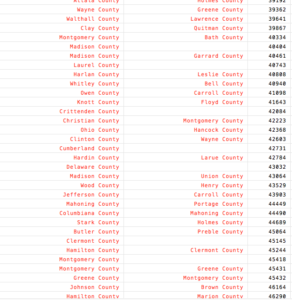 Attala County Holmes County 39192
Wayne County Greene County 39362
Walthall County Lawrence County 39641
Clay County Quitman County 39867
Montgomery County Bath County 40334
Madison County 40404
Madison County Garrard County 40461
Laurel County 40743
Harlan County Leslie County 40806
Whitley County Bell County 40940
Owen County Carroll County 41098
Knott County Floyd County 41643
Crittenden County 42084
Christian County Montgomery County 42223
Ohio County Hancock County 42368
Clinton County Wayne County 42603
Cumberland County 42731
Hardin County Larue County 42784
Delaware County 43032
Madison County Union County 43064
Wood County Henry County 43529
Jefferson County Carroll County 43903
Mahoning County Portage County 44449
Columbiana County Mahoning County 44490
Stark County Holmes County 44689
Butler County Preble County 45064
Clermont County 45145
Hamilton County Clermont County 45244
Montgomery County 45418
Montgomery County Greene County 45431
Greene County Montgomery County 45432
Johnson County Brown County 46164
Hamilton County Marion County 46290